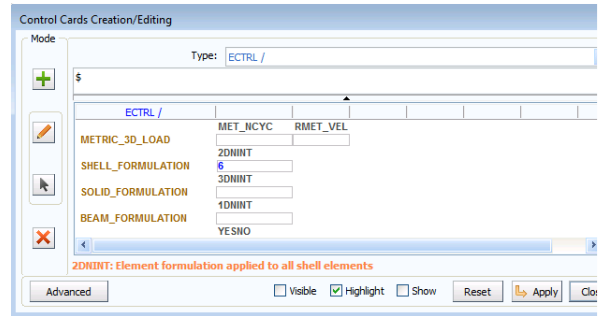 Control Cards Creation/Editing
Mode
Type: ECTRL /
$
ECTRL /
MET_NCYC RMET_VEL
METRIC_3D_LOAD
2DNINT
SHELL_FORMULATION 6
3DNINT
SOLID_FORMULATION
1DNINT
BEAM_FORMULATION
YESNO
2DNINT: Element formulation applied to all shell elements
Advanced Visible Highlight Show Reset Apply Clo